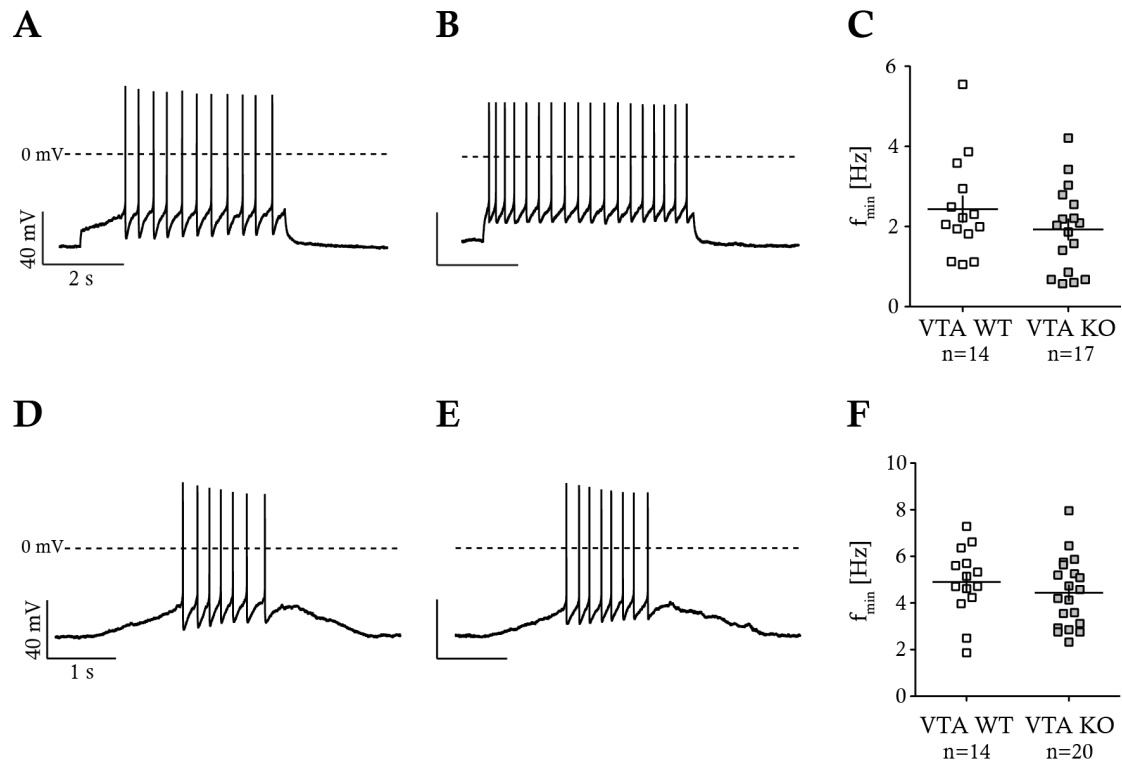 A
B
C
0 mV
40 mV
2 s
6
4
2
0
f_min [Hz]
VTA WT
n=14
VTA KO
n=17
D
E
F
0 mV
40 mV
1 s
10
8
6
4
2
0
f_min [Hz]
VTA WT
n=14
VTA KO
n=20